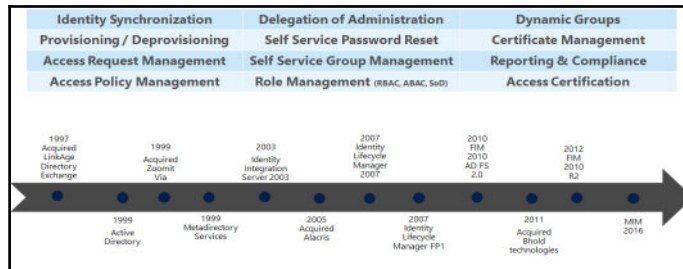 Identity Synchronization Delegation of Administration Dynamic Groups
Provisioning / Deprovisioning Self Service Password Reset Certificate Management
Access Request Management Self Service Group Management Reporting & Compliance
Access Policy Management Role Management (RBAC, ABAC, SoD) Access Certification
1997
Acquired
LinkAge
Directory
Exchange
1999
Acquired
Zoomit
Via
2003
Identity
Integration
Server 2003
2007
Identity
Lifecycle
Manager
2007
2010
FIM
2010
AD FS
2.0
2012
FIM
2010
R2
1999
Active
Directory
1999
Metadirectory
Services
2005
Acquired
Alacris
2007
Identity
Lifecycle
Manager FP1
2011
Acquired
Bhold
technologies
MIM
2016